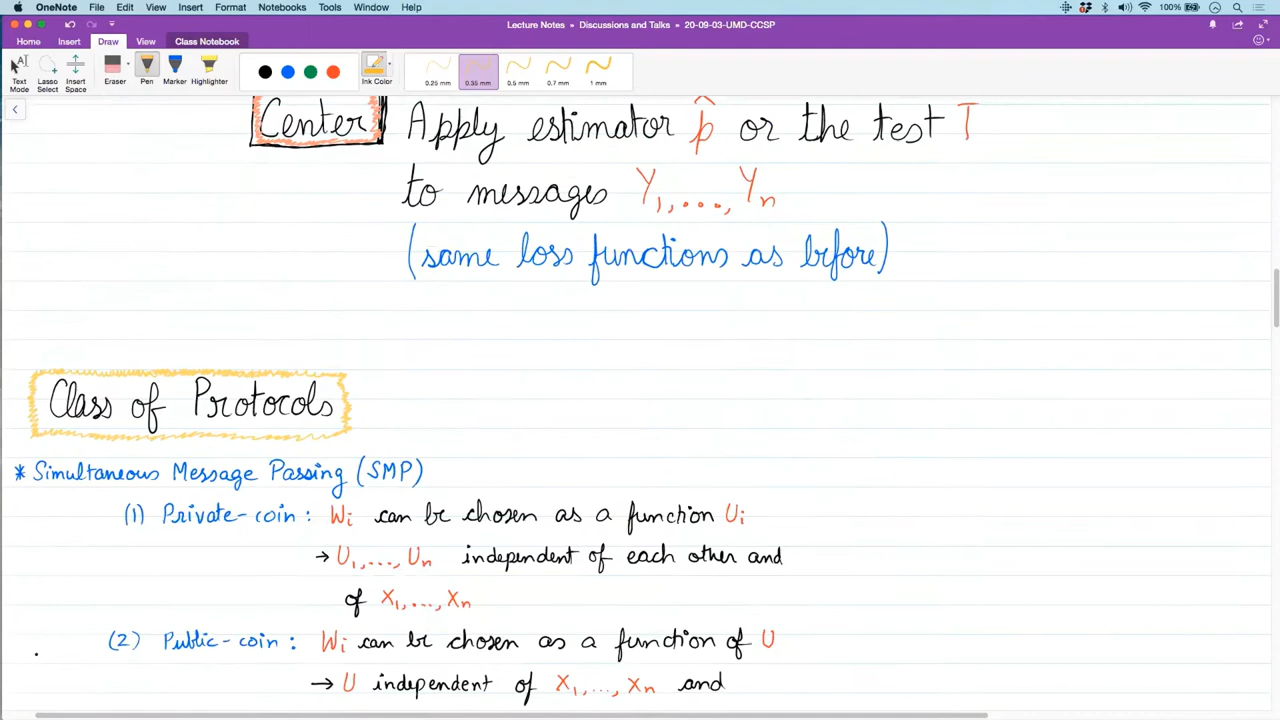 OneNote File Edit View Insert Format Notebooks Tools Window Help 100%
Lecture Notes » Discussions and Talks » 20-09-03-UMD-CCSP
Home Insert Draw View Class Notebook
Text Mode Lasso Select Insert Space Eraser Pen Marker Highlighter Ink Color 0.25 mm 0.35 mm 0.5 mm 0.7 mm 1 mm
Center Apply estimator p̂ or the test T
to messages Y1, ..., Yn
(same loss functions as before)
Class of Protocols
* Simultaneous Message Passing (SMP)
(1) Private-coin : Wi can be chosen as a function Ui
→ U1, ..., Un independent of each other and
of X1, ..., Xn
(2) Public-coin : Wi can be chosen as a function of U
→ U independent of X1, ..., Xn and